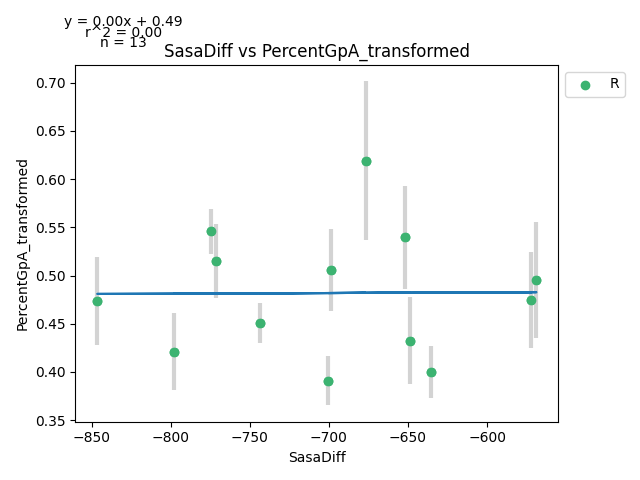 y = 0.00x + 0.49
r^2 = 0.00
n = 13
SasaDiff vs PercentGpA_transformed
R
PercentGpA_transformed
0.70
0.65
0.60
0.55
0.50
0.45
0.40
0.35
−850
−800
−750
−700
−650
−600
SasaDiff